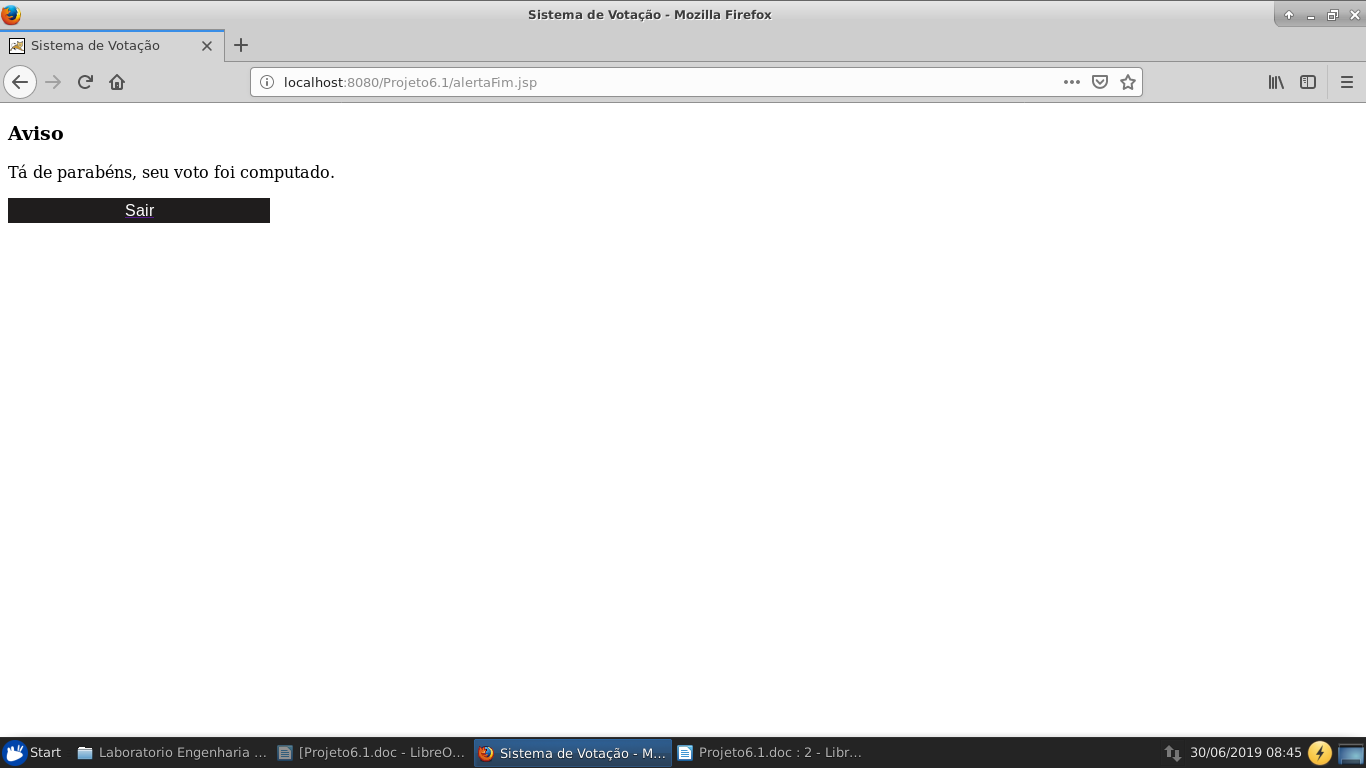 Sistema de Votação - Mozilla Firefox
Sistema de Votação
localhost:8080/Projeto6.1/alertaFim.jsp
Aviso
Tá de parabéns, seu voto foi computado.
Sair
Start
Laboratorio Engenharia ...
[Projeto6.1.doc - LibreO...
Sistema de Votação - M...
Projeto6.1.doc : 2 - Libr...
30/06/2019 08:45